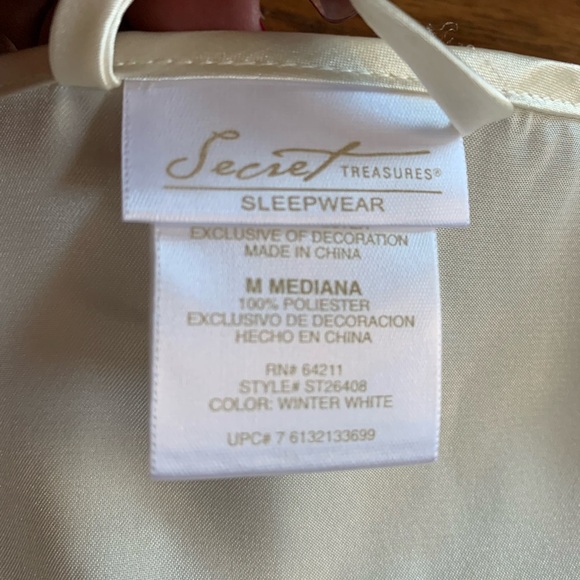 Secret TREASURES®
SLEEPWEAR
EXCLUSIVE OF DECORATION
MADE IN CHINA
M MEDIANA
100% POLIESTER
EXCLUSIVO DE DECORACION
HECHO EN CHINA
RN# 64211
STYLE# ST26408
COLOR: WINTER WHITE
UPC# 7 6132133699